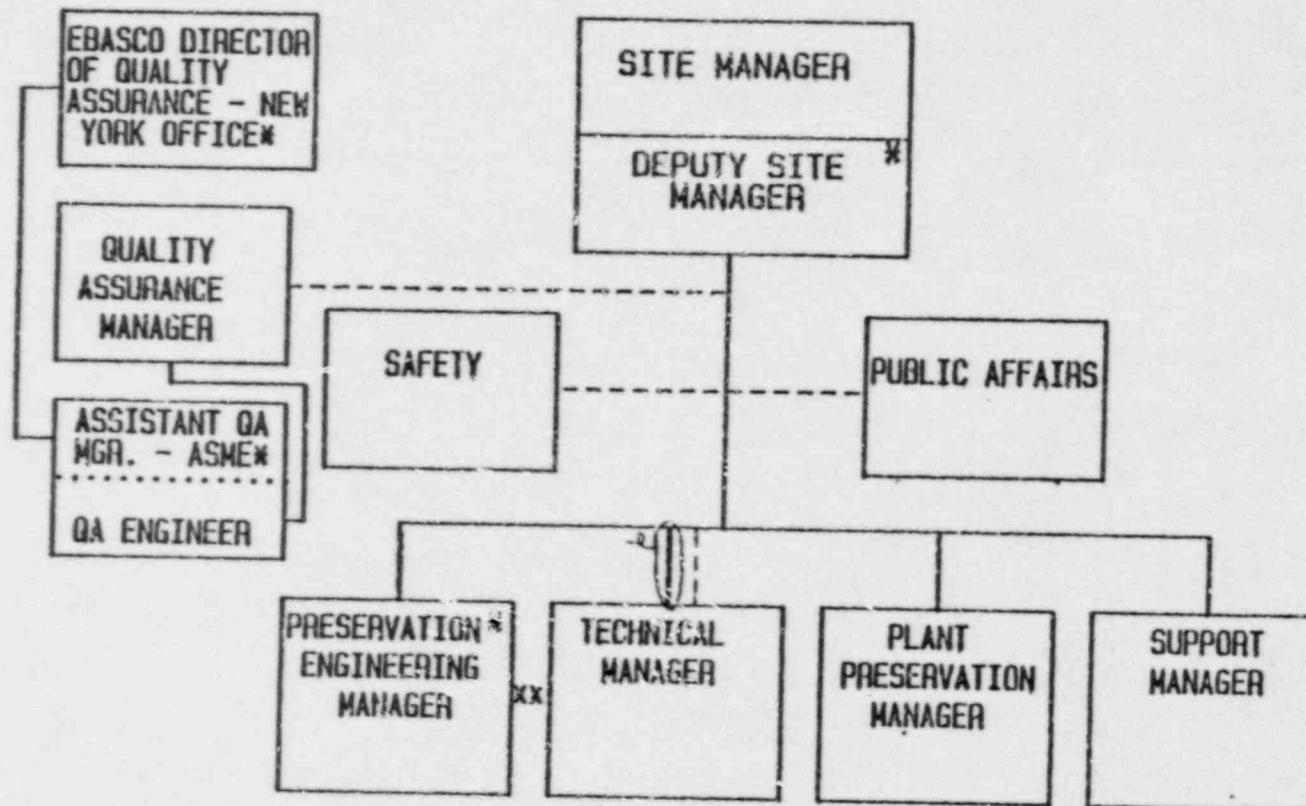 EBASCO DIRECTOR
OF QUALITY
ASSURANCE - NEW
YORK OFFICE*
SITE MANAGER
DEPUTY SITE *
MANAGER
QUALITY
ASSURANCE
MANAGER
SAFETY
PUBLIC AFFAIRS
ASSISTANT QA
MGR. - ASME*
QA ENGINEER
PRESERVATION *
ENGINEERING
MANAGER
**
TECHNICAL
MANAGER
PLANT
PRESERVATION
MANAGER
SUPPORT
MANAGER